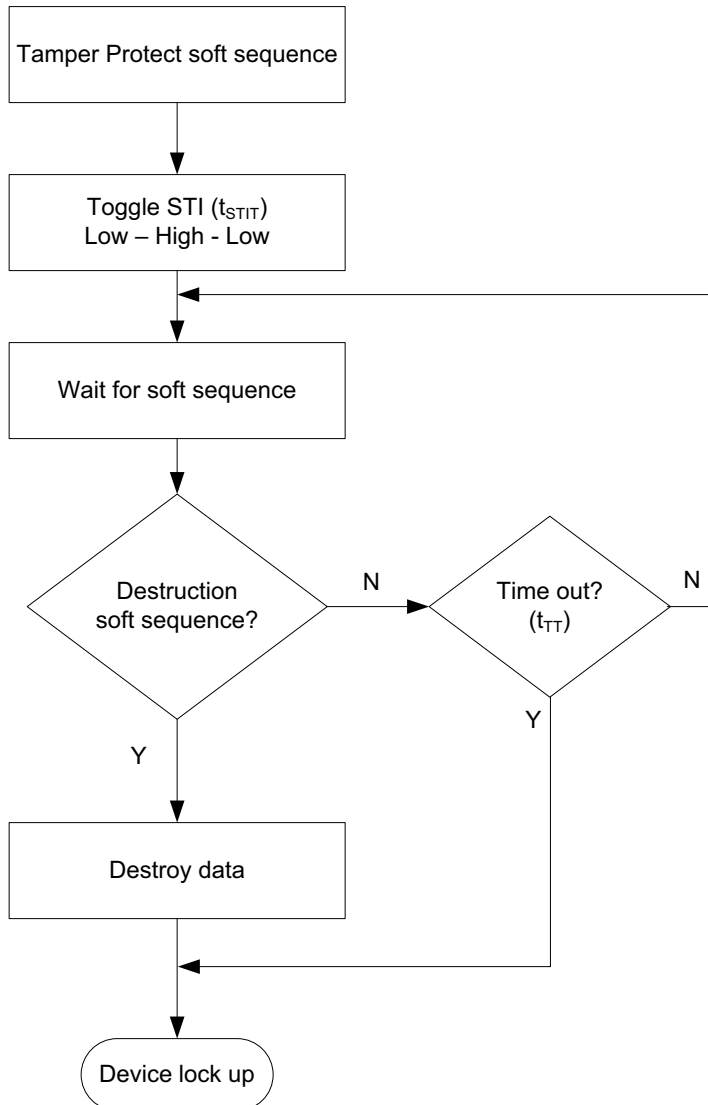 Tamper Protect soft sequence
Toggle STI (tSTIT)
Low – High - Low
Wait for soft sequence
Destruction
soft sequence?
N
Time out?
(tTT)
N
Y
Y
Destroy data
Device lock up